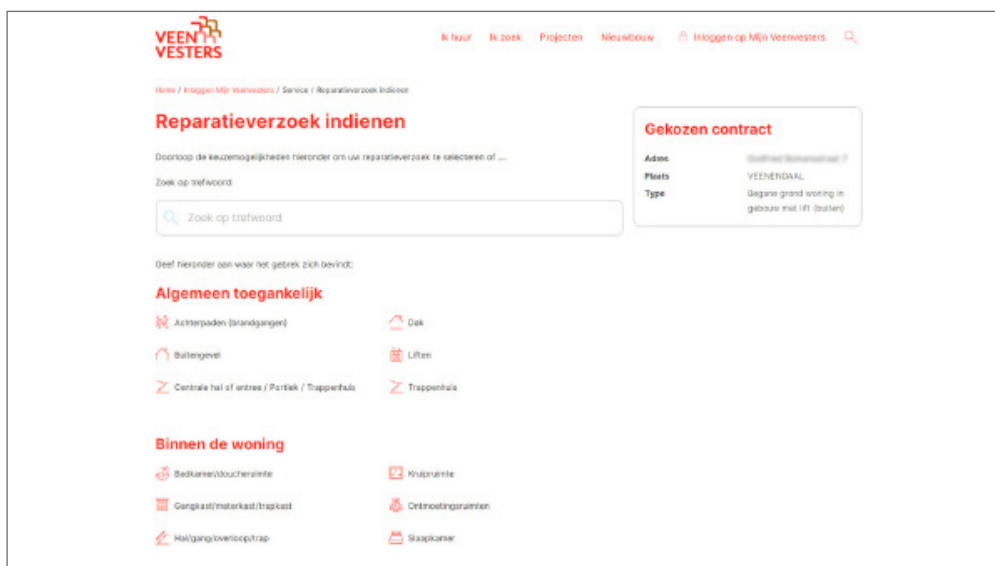 VEEN
VESTERS
Ik huur Ik zoek Projecten Nieuwbouw Inloggen op Mijn Veenvesters
Home / Inloggen Mijn Veenvesters / Service / Reparatieverzoek indienen
Reparatieverzoek indienen
Doorloop de keuzemogelijkheden hieronder om uw reparatieverzoek te selecteren of ...
Zoek op trefwoord
Zoek op trefwoord
Gekozen contract
Adres
Plaats VEENENDAAL
Type Begane grond woning in
gebouw met lift (buiten)
Geef hieronder aan waar het gebrek zich bevindt:
Algemeen toegankelijk
Achterpaden (brandgangen) Dak
Buitengevel Liften
Centrale hal of entree / Portiek / Trappenhuis Trappenhuis
Binnen de woning
Badkamer/doucheruimte Kruipruimte
Gangkast/meterkast/trapkast Ontmoetingsruimten
Hal/gang/overloop/trap Slaapkamer